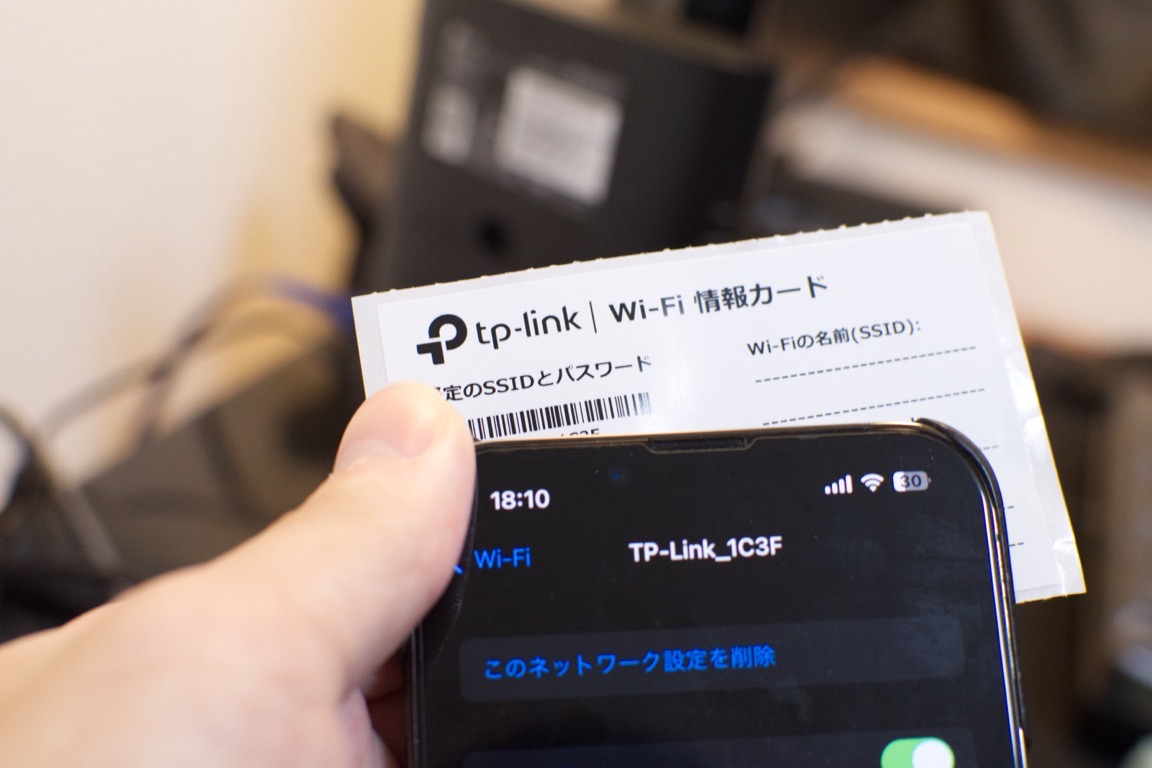 tp-link | Wi-Fi 情報カード
定のSSIDとパスワード
Wi-Fiの名前(SSID):
18:10
30
Wi-Fi
TP-Link_1C3F
このネットワーク設定を削除